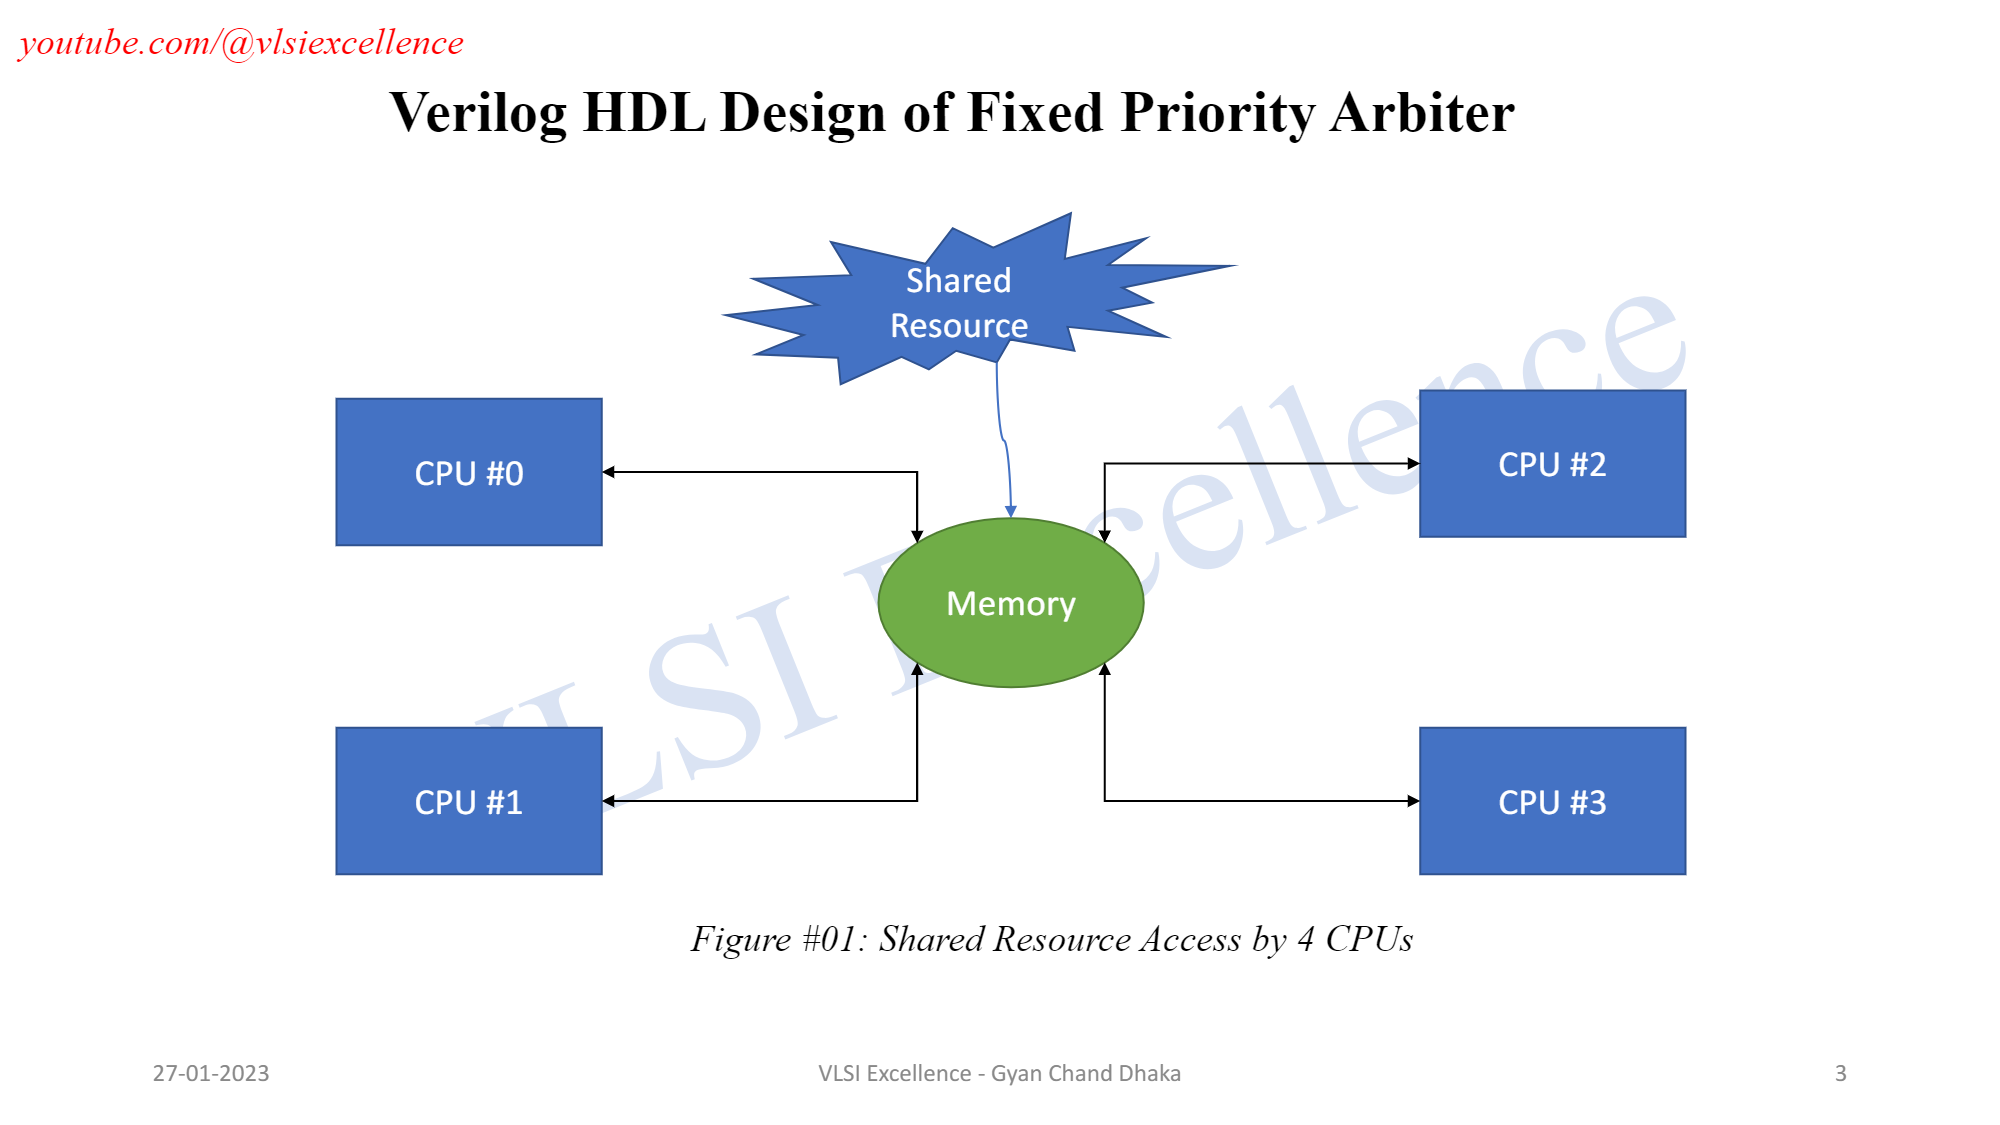 youtube.com/@vlsiexcellence
Verilog HDL Design of Fixed Priority Arbiter
Shared
Resource
CPU #0
CPU #2
Memory
CPU #1
CPU #3
VLSI Excellence
Figure #01: Shared Resource Access by 4 CPUs
27-01-2023
VLSI Excellence - Gyan Chand Dhaka
3